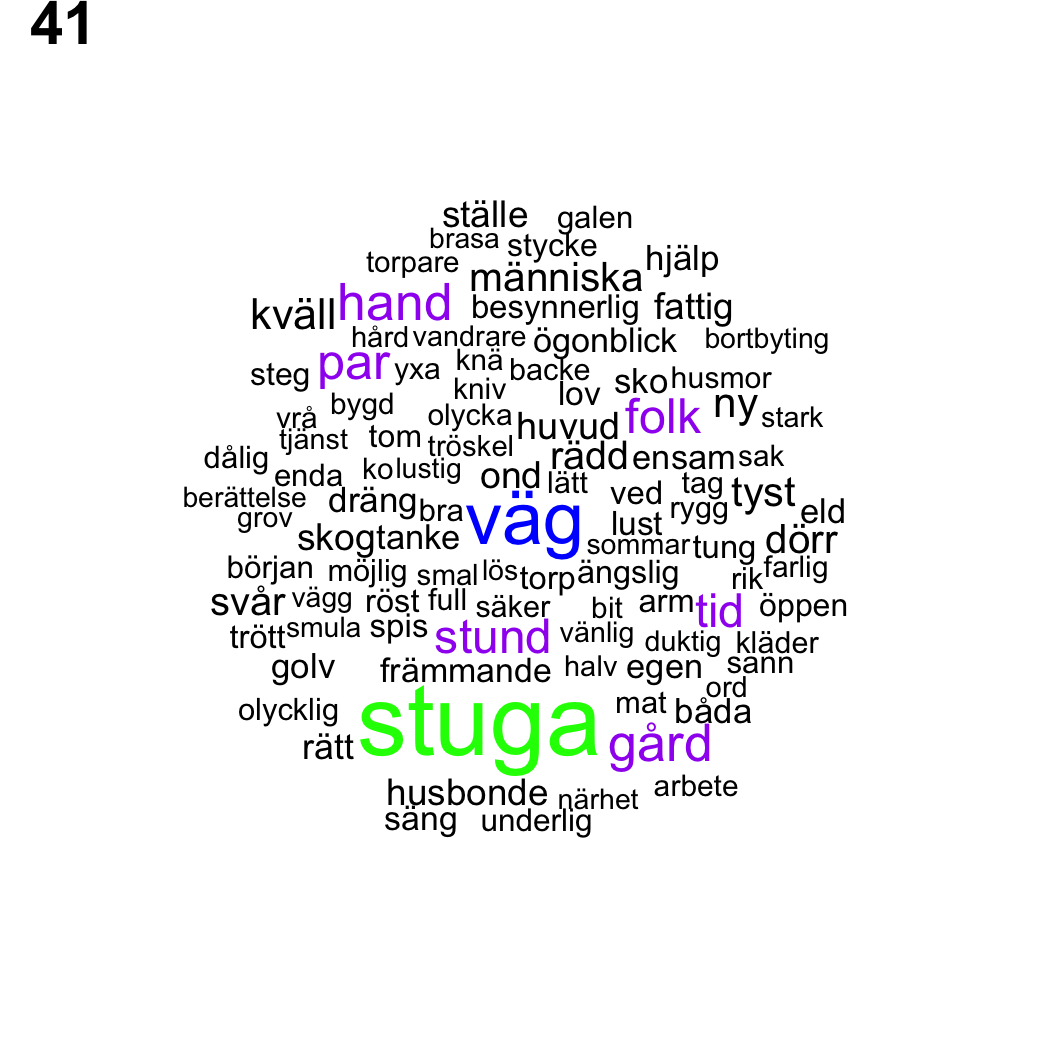 41
ställe galen
brasa stycke
torpare människa hjälp
kväll hand besynnerlig fattig
hård vandrare ögonblick bortbyting
steg par yxa knä backe sko husmor
vrå bygd kniv lov folk ny stark
tjänst tom olycka huvud
dålig tröskel rädd ensam sak
enda ko lustig ond lätt ved tag tyst
berättelse dräng bra väg lust rygg eld
grov skog tanke sommar tung dörr
början möjlig smal lös torp ängslig rik farlig
svår vägg röst full säker bit arm tid öppen
trött smula spis stund vänlig duktig kläder
golv främmande halv egen sann
olycklig stuga mat båda ord
rätt gård
husbonde närhet arbete
säng underlig